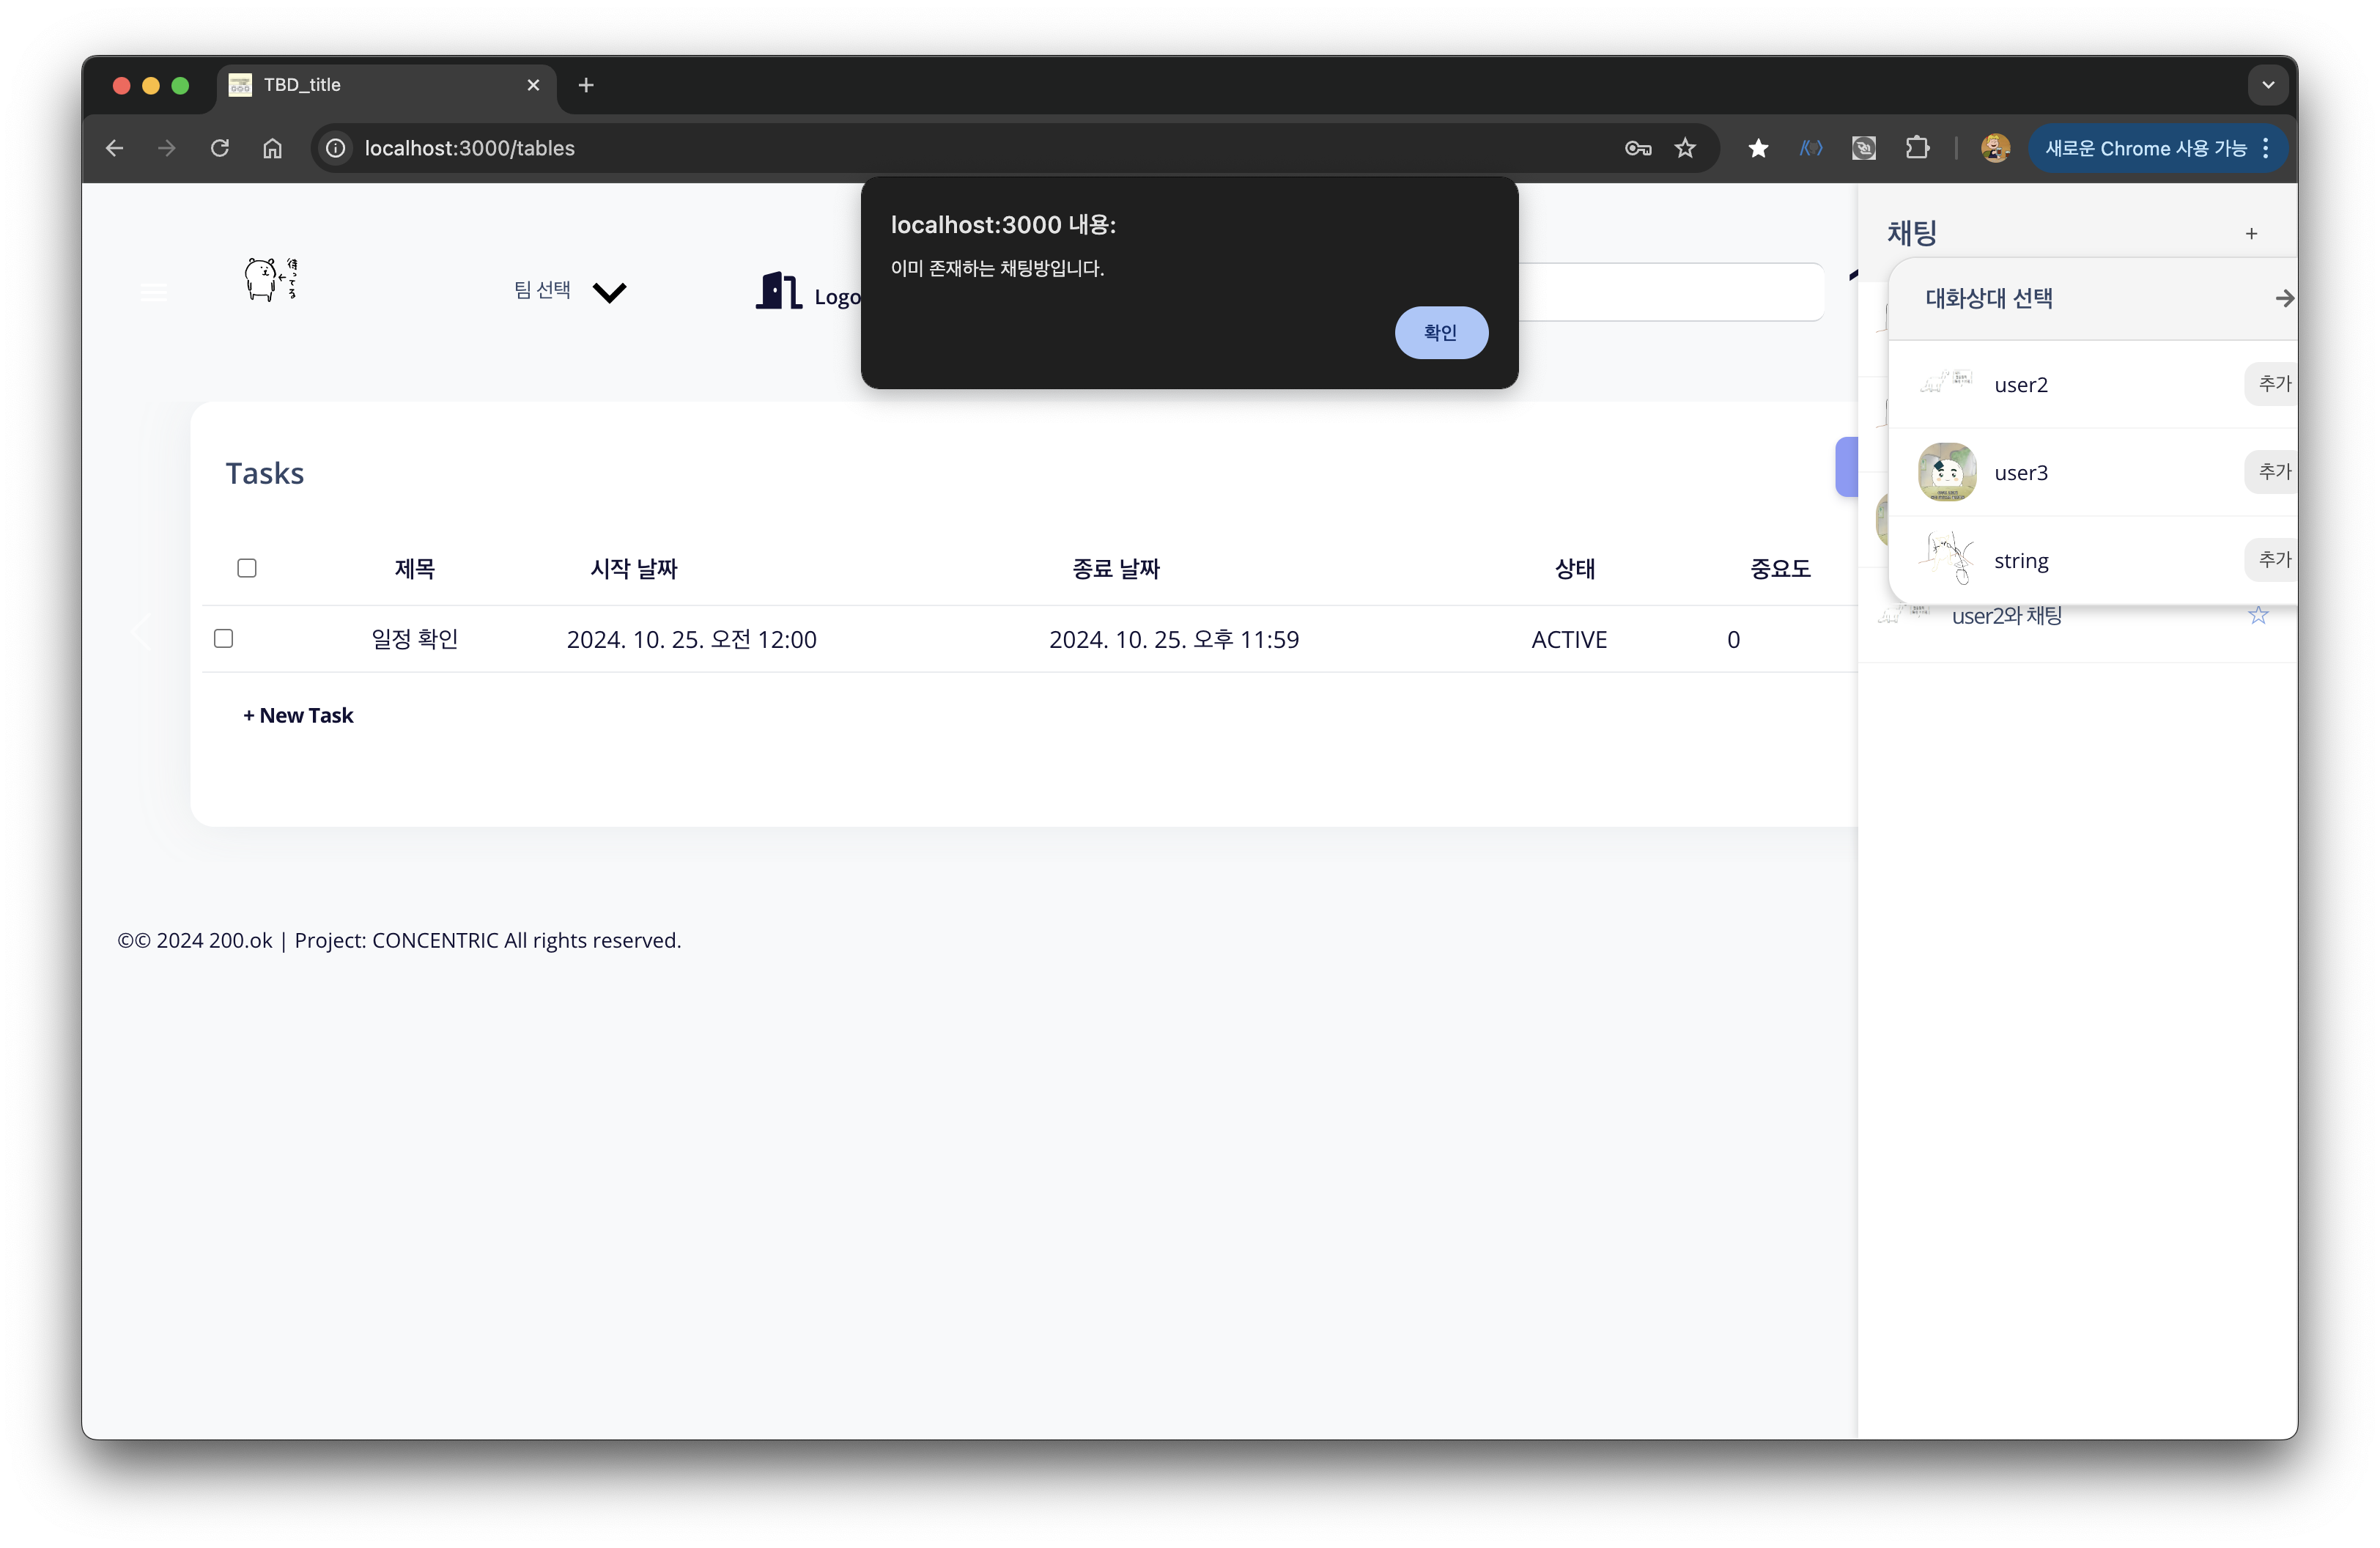 TBD_title
localhost:3000/tables
새로운 Chrome 사용 가능
localhost:3000 내용:
이미 존재하는 채팅방입니다.
확인
待ってる
팀 선택
Logo
채팅
+
대화상대 선택
user2
추가
user3
추가
string
추가
user2와 채팅
Tasks
제목 시작 날짜 종료 날짜 상태 중요도
일정 확인 2024. 10. 25. 오전 12:00 2024. 10. 25. 오후 11:59 ACTIVE 0
+ New Task
©© 2024 200.ok | Project: CONCENTRIC All rights reserved.